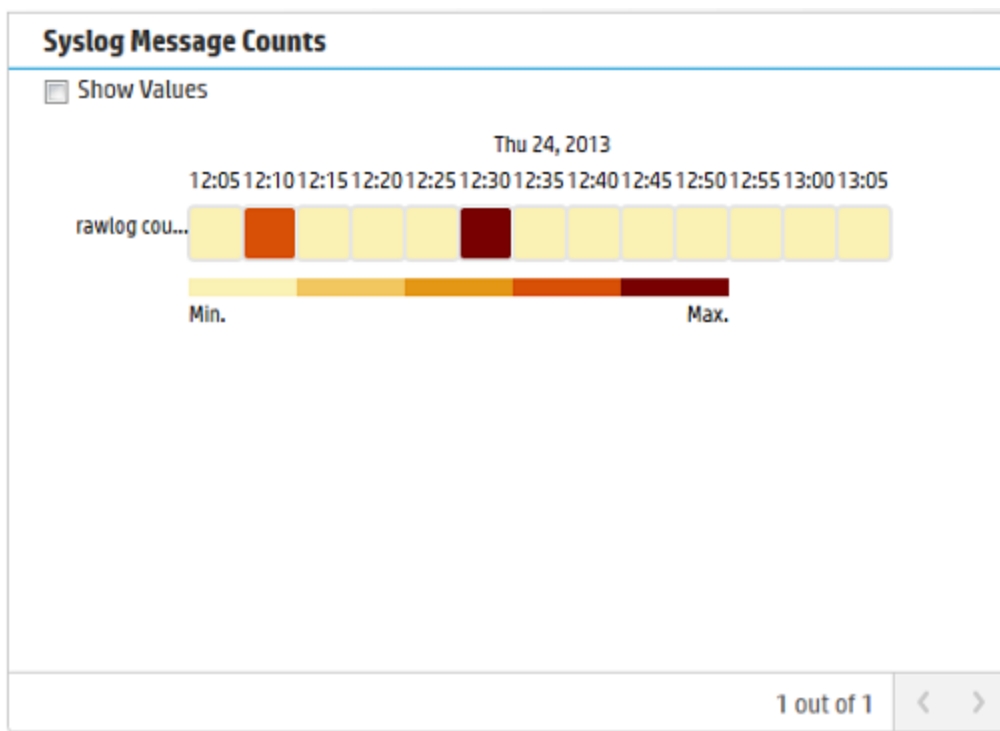 Syslog Message Counts
Show Values
Thu 24, 2013
12:05 12:10 12:15 12:20 12:25 12:30 12:35 12:40 12:45 12:50 12:55 13:00 13:05
rawlog cou...
Min. Max.
1 out of 1